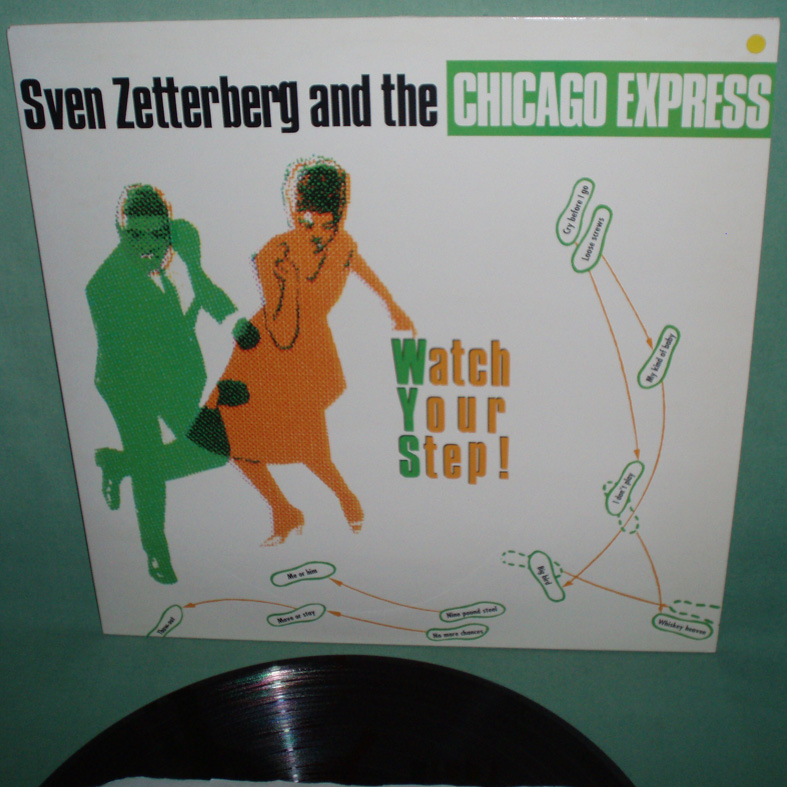 Sven Zetterberg and the CHICAGO EXPRESS
Cry before I go
Loose screws
My kind of baby
Watch
Your
Step!
I don't play
Big bird
Me or him
Move or stay
Nine pound steel
No more chances
Whiskey heaven